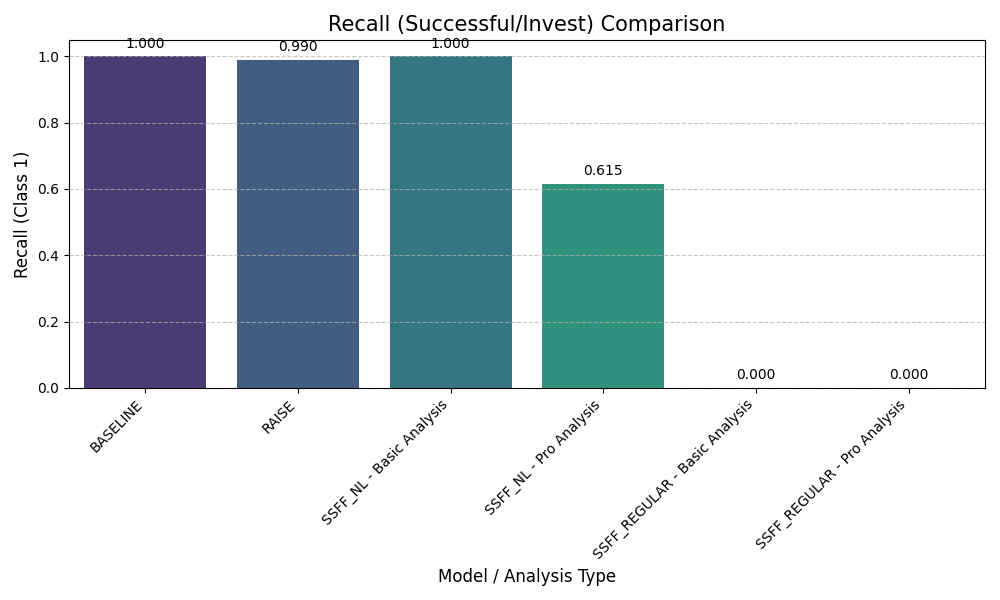 Recall (Successful/Invest) Comparison
1.000
0.990
1.000
0.615
0.000
0.000
1.0
0.8
0.6
0.4
0.2
0.0
Recall (Class 1)
BASELINE
RAISE
SSFF_NL - Basic Analysis
SSFF_NL - Pro Analysis
SSFF_REGULAR - Basic Analysis
SSFF_REGULAR - Pro Analysis
Model / Analysis Type